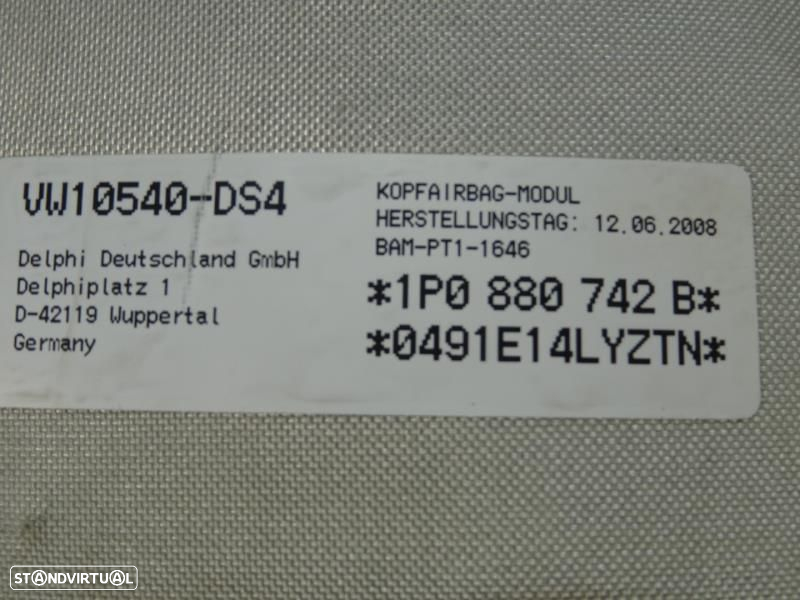 VW10540-DS4
Delphi Deutschland GmbH
Delphiplatz 1
D-42119 Wuppertal
Germany
KOPFAIRBAG-MODUL
HERSTELLUNGSTAG: 12.06.2008
BAM-PT1-1646
*1P0 880 742 B*
*0491E14LYZTN*
STANDVIRTUAL